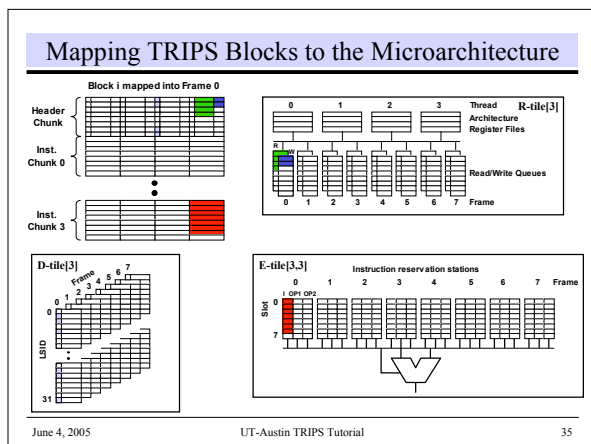 Mapping TRIPS Blocks to the Microarchitecture
Block i mapped into Frame 0
Header
Chunk
Inst.
Chunk 0
Inst.
Chunk 3
0 1 2 3 Thread
R-tile[3]
Architecture
Register Files
R W
Read/Write Queues
0 1 2 3 4 5 6 7 Frame
D-tile[3]
Frame
0 1 2 3 4 5 6 7
0
LSID
31
E-tile[3,3]
Instruction reservation stations
0 1 2 3 4 5 6 7 Frame
I OP1 OP2
Slot
0
7
June 4, 2005
UT-Austin TRIPS Tutorial
35